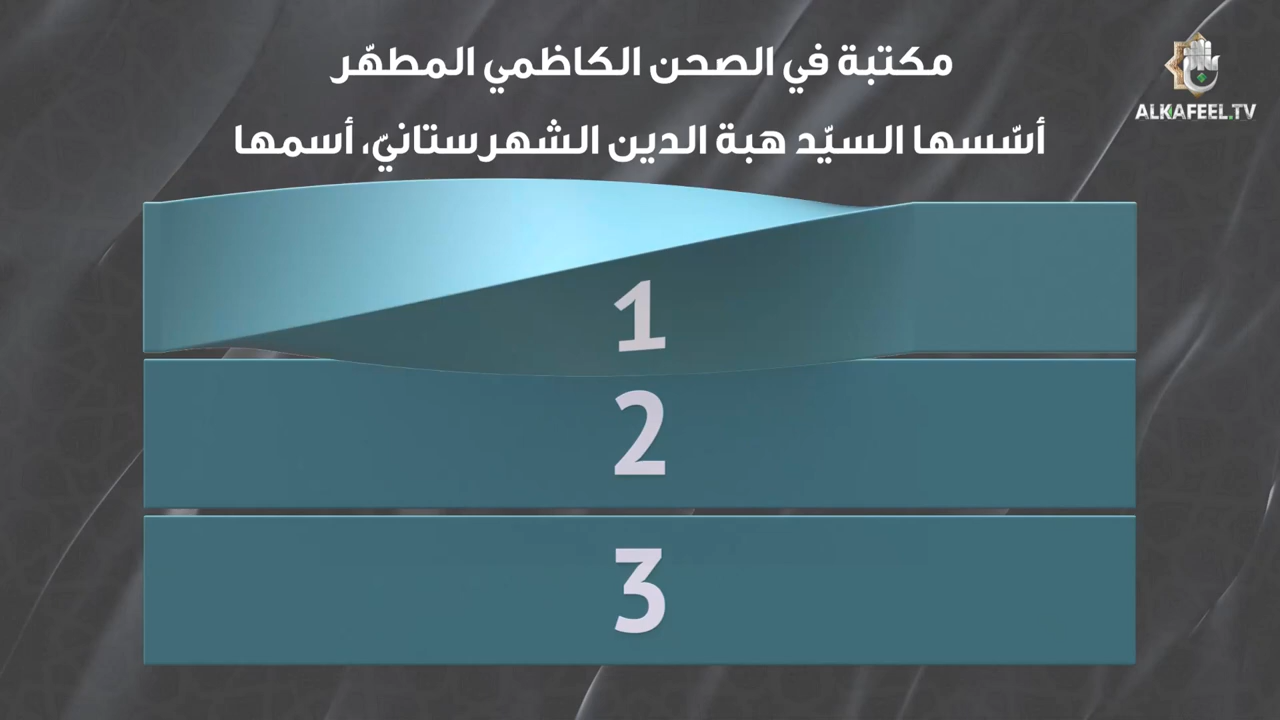 مكتبة في الصحن الكاظمي المطهّر
ALKAFEEL.TV
أسّسها السيّد هبة الدين الشهرستانيّ، أسمها
1
2
3